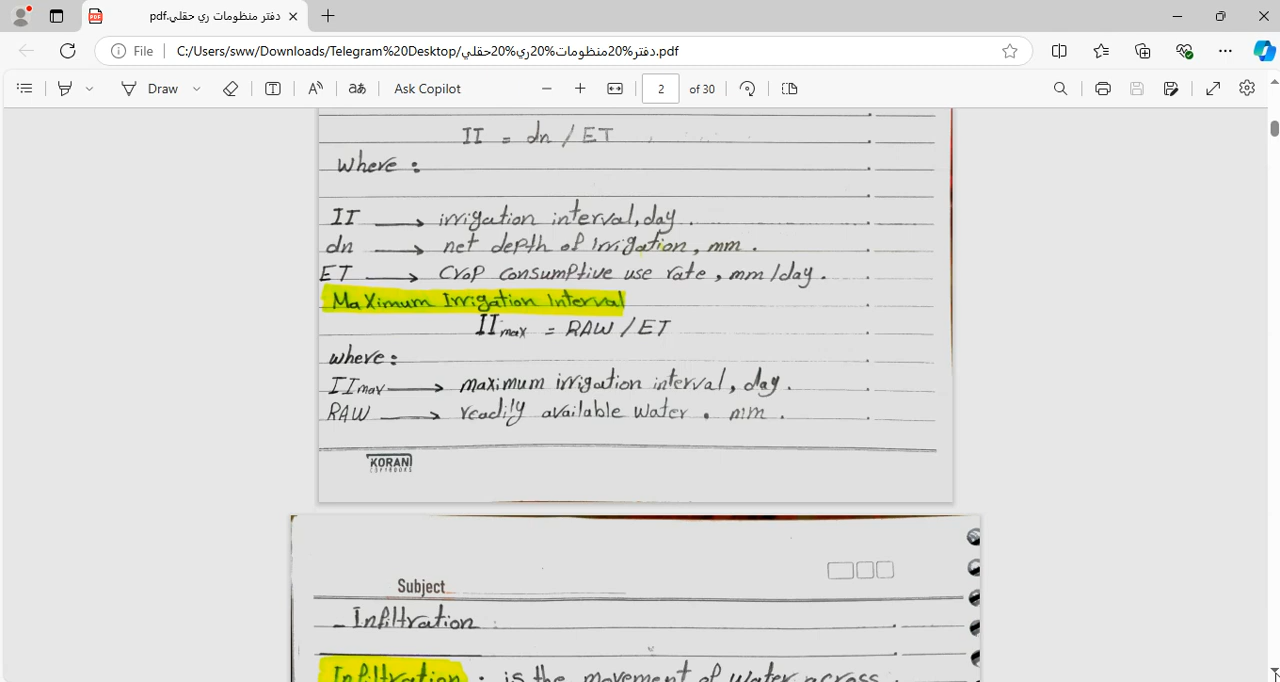 دفتر منظومات ري حقلي.pdf
File
C:/Users/sww/Downloads/Telegram%20Desktop/دفتر%20منظومات%20ري%20حقلي.pdf
Draw
Ask Copilot
2
of 30
II = dn / ET
Where :
II → irrigation interval, day .
dn → net depth of Irrigation, mm .
ET → Crop consumptive use rate , mm/day .
Maximum Irrigation Interval
IImax = RAW / ET
where :
IImax → maximum irrigation interval, day .
RAW → readily available water . mm .
KORAN
COPYBOOKS
Subject
- Infiltration :
Infiltration : is the movement of water across